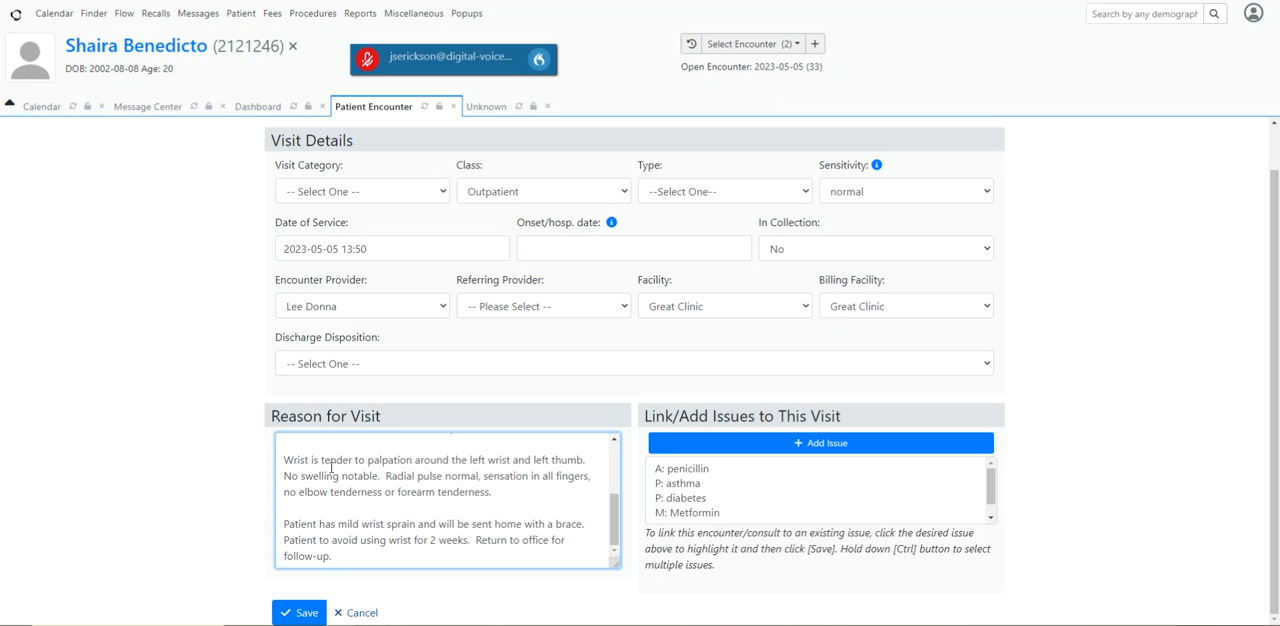 Calendar Finder Flow Recalls Messages Patient Fees Procedures Reports Miscellaneous Popups
Search by any demograph
Shaira Benedicto (2121246) ×
DOB: 2002-08-08 Age: 20
jserickson@digital-voice...
Select Encounter (2)
Open Encounter: 2023-05-05 (33)
Calendar Message Center Dashboard Patient Encounter Unknown
Visit Details
Visit Category: Class: Type: Sensitivity:
-- Select One -- Outpatient --Select One-- normal
Date of Service: Onset/hosp. date: In Collection:
2023-05-05 13:50 No
Encounter Provider: Referring Provider: Facility: Billing Facility:
Lee Donna -- Please Select -- Great Clinic Great Clinic
Discharge Disposition:
-- Select One --
Reason for Visit
Wrist is tender to palpation around the left wrist and left thumb.
No swelling notable. Radial pulse normal, sensation in all fingers,
no elbow tenderness or forearm tenderness.
Patient has mild wrist sprain and will be sent home with a brace.
Patient to avoid using wrist for 2 weeks. Return to office for
follow-up.
Link/Add Issues to This Visit
+ Add Issue
A: penicillin
P: asthma
P: diabetes
M: Metformin
To link this encounter/consult to an existing issue, click the desired issue
above to highlight it and then click [Save]. Hold down [Ctrl] button to select
multiple issues.
Save Cancel